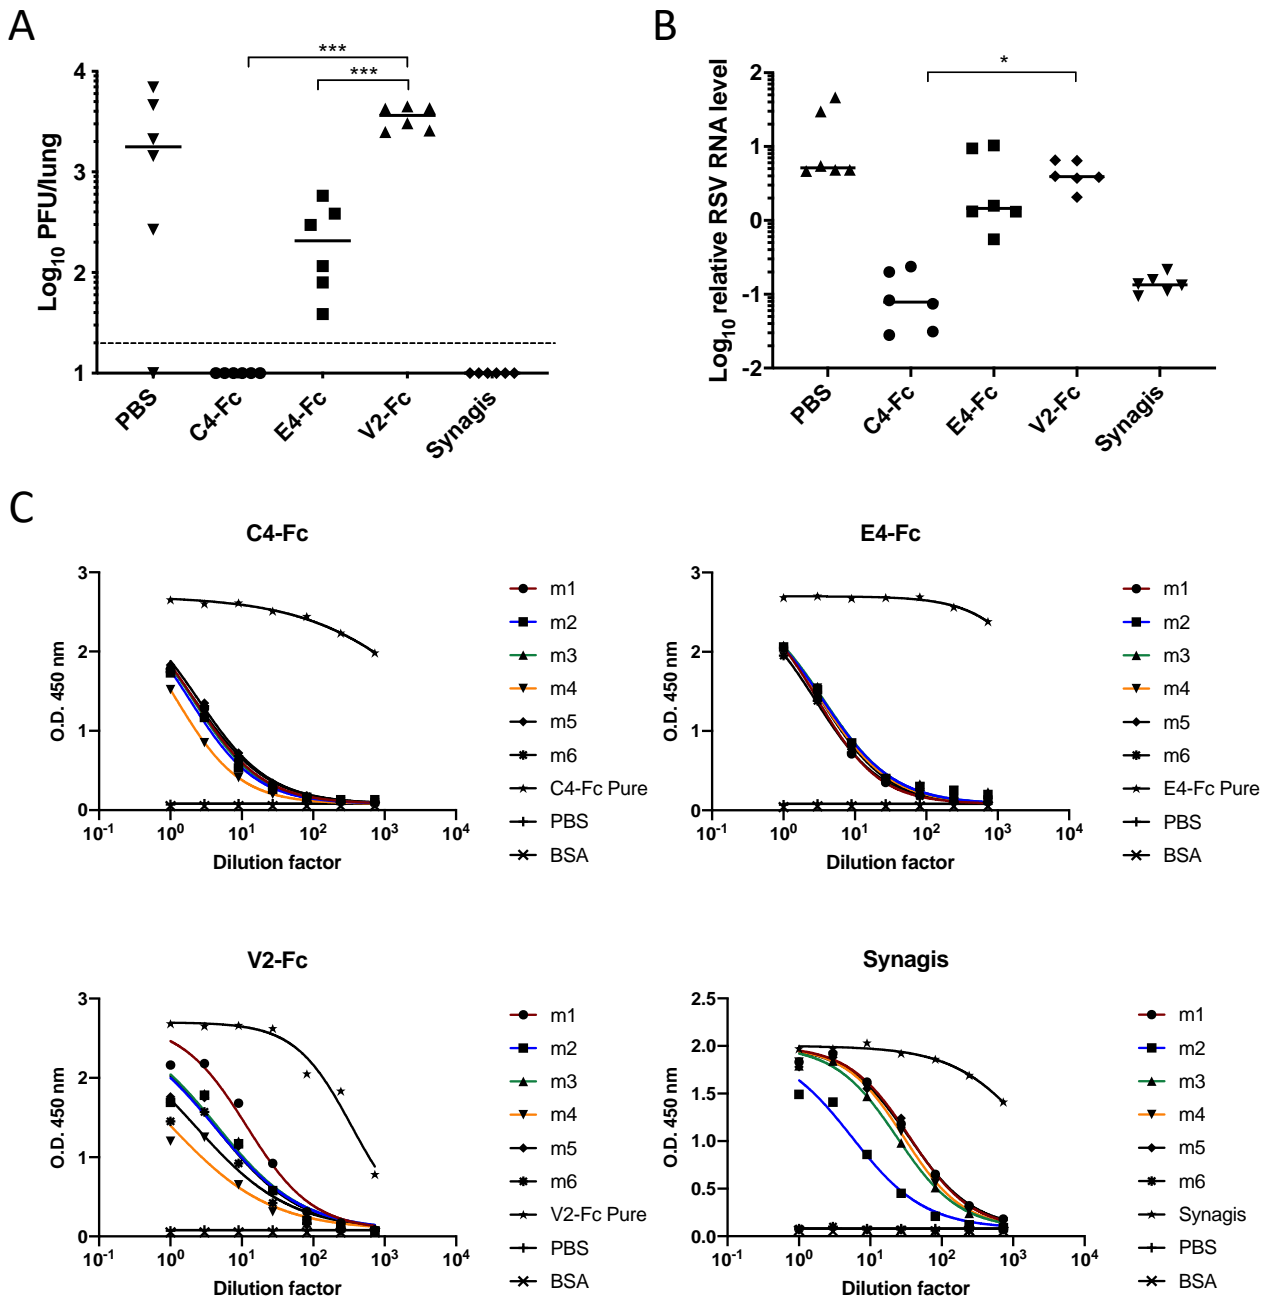 A
***
***
4
3
2
1
Log10 PFU/lung
PBS
C4-Fc
E4-Fc
V2-Fc
Synagis
B
*
2
1
0
-1
-2
Log10 relative RSV RNA level
PBS
C4-Fc
E4-Fc
V2-Fc
Synagis
C
C4-Fc
3
2
1
0
O.D. 450 nm
10-1
100
101
102
103
104
Dilution factor
m1
m2
m3
m4
m5
m6
C4-Fc Pure
PBS
BSA
E4-Fc
3
2
1
0
O.D. 450 nm
10-1
100
101
102
103
104
Dilution factor
m1
m2
m3
m4
m5
m6
E4-Fc Pure
PBS
BSA
V2-Fc
3
2
1
0
O.D. 450 nm
10-1
100
101
102
103
104
Dilution factor
m1
m2
m3
m4
m5
m6
V2-Fc Pure
PBS
BSA
Synagis
2.5
2.0
1.5
1.0
0.5
0.0
O.D. 450 nm
10-1
100
101
102
103
104
Dilution factor
m1
m2
m3
m4
m5
m6
Synagis
PBS
BSA